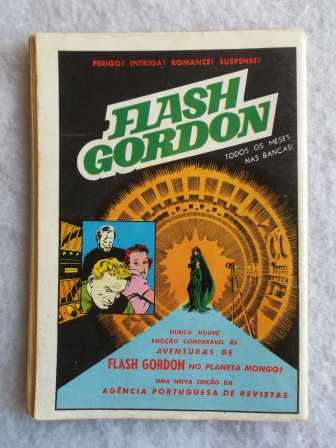 PERIGO! INTRIGA! ROMANCE! SUSPENSE!
FLASH
GORDON
TODOS OS MESES
NAS BANCAS!
NUNCA HOUVE
EMOÇÃO COMPARÁVEL ÀS
AVENTURAS DE
FLASH GORDON NO PLANETA MONGO!
UMA NOVA EDIÇÃO DA
AGÊNCIA PORTUGUESA DE REVISTAS